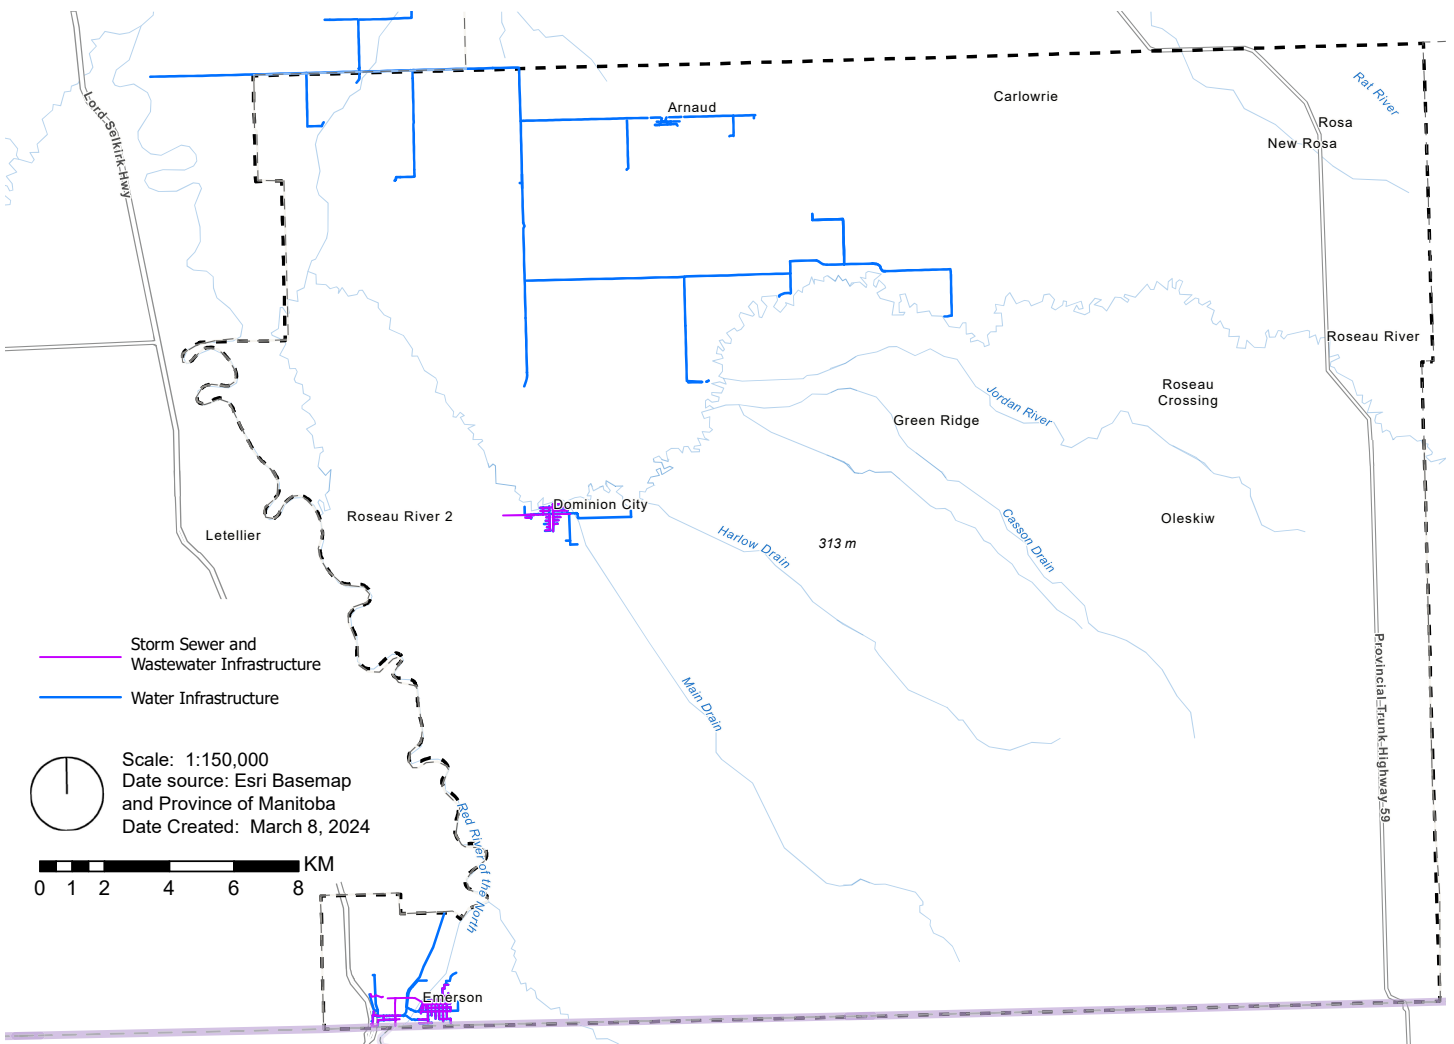 Arnaud
Carlowrie
Rat River
Rosa
New Rosa
Lord Selkirk Hwy
Roseau River
Roseau
Crossing
Jordan River
Green Ridge
Dominion City
Roseau River 2
Letellier
Oleskiw
Harlow Drain
313 m
Casson Drain
Main Drain
Provincial Trunk Highway 59
Storm Sewer and
Wastewater Infrastructure
Water Infrastructure
Scale: 1:150,000
Date source: Esri Basemap
and Province of Manitoba
Date Created: March 8, 2024
KM
0 1 2 4 6 8
Red River of the North
Emerson